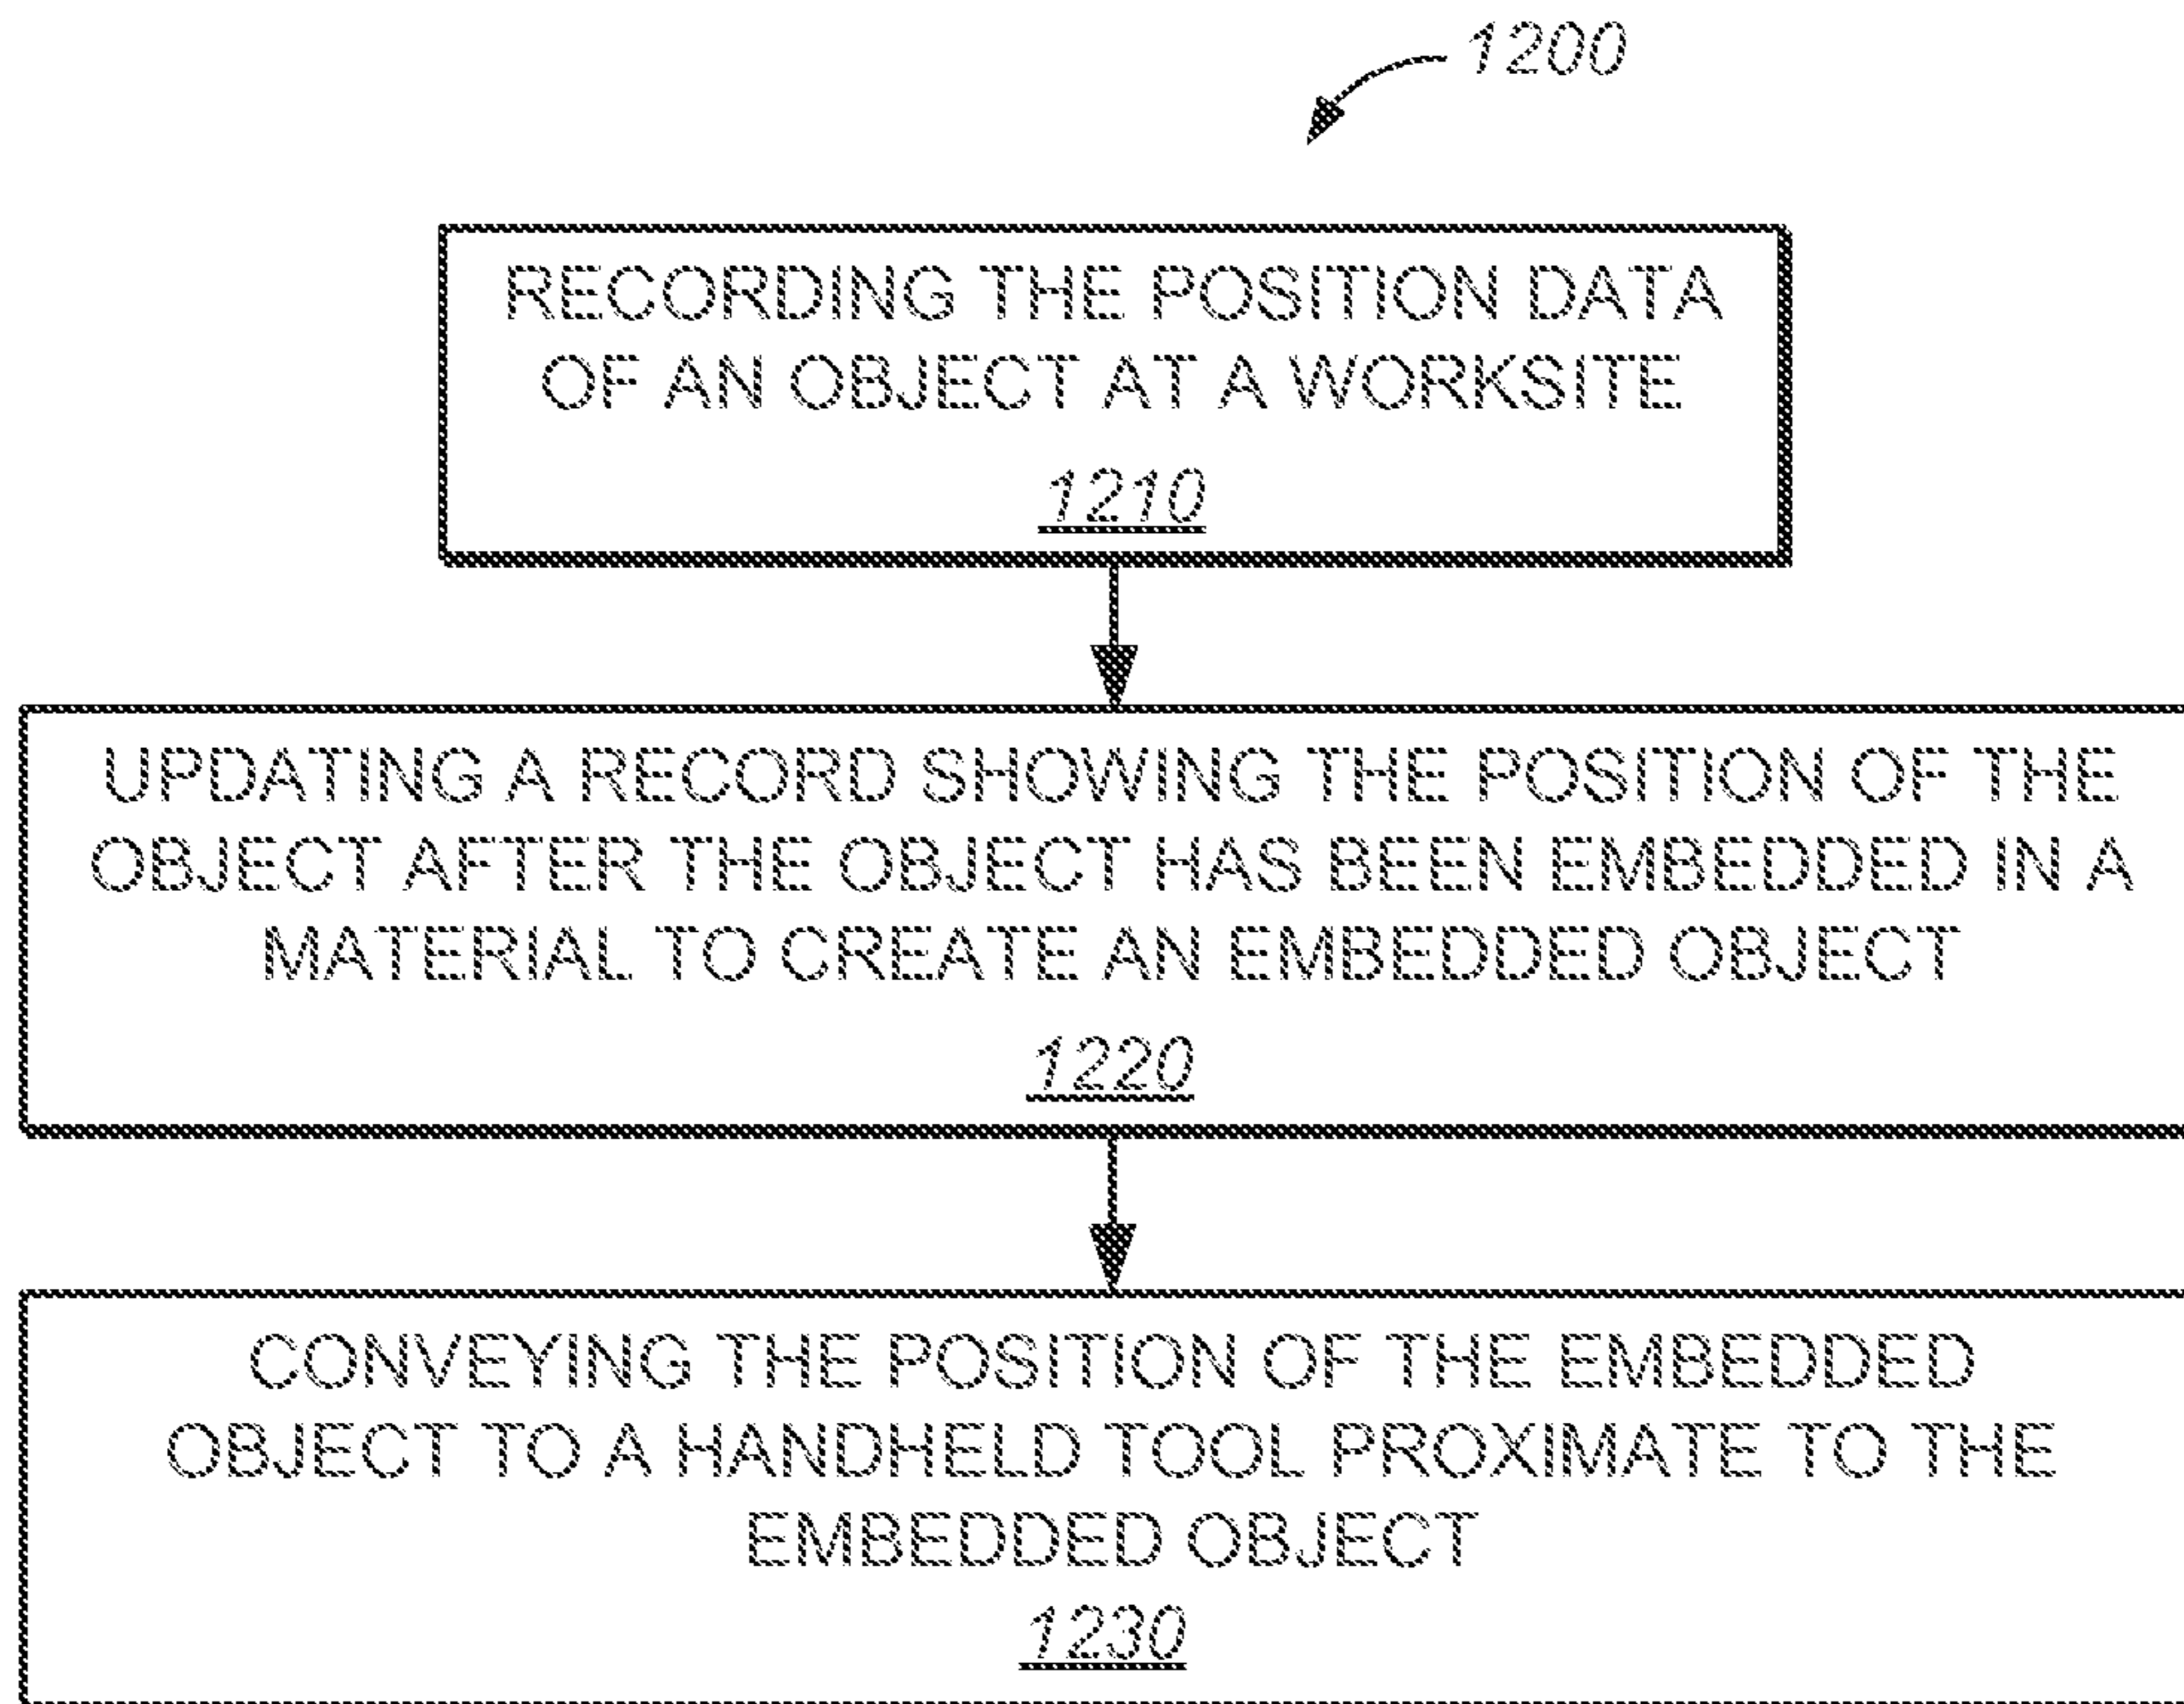 1200
RECORDING THE POSITION DATA
OF AN OBJECT AT A WORKSITE
1210
UPDATING A RECORD SHOWING THE POSITION OF THE
OBJECT AFTER THE OBJECT HAS BEEN EMBEDDED IN A
MATERIAL TO CREATE AN EMBEDDED OBJECT
1220
CONVEYING THE POSITION OF THE EMBEDDED
OBJECT TO A HANDHELD TOOL PROXIMATE TO THE
EMBEDDED OBJECT
1230